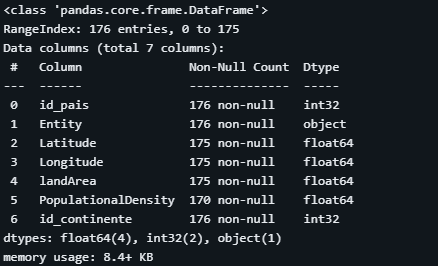 <class 'pandas.core.frame.DataFrame'>
RangeIndex: 176 entries, 0 to 175
Data columns (total 7 columns):
 #   Column             Non-Null Count  Dtype
---  ------             --------------  -----
 0   id_pais            176 non-null    int32
 1   Entity             176 non-null    object
 2   Latitude           175 non-null    float64
 3   Longitude          175 non-null    float64
 4   landArea           175 non-null    float64
 5   PopulationalDensity  170 non-null    float64
 6   id_continente      176 non-null    int32
dtypes: float64(4), int32(2), object(1)
memory usage: 8.4+ KB